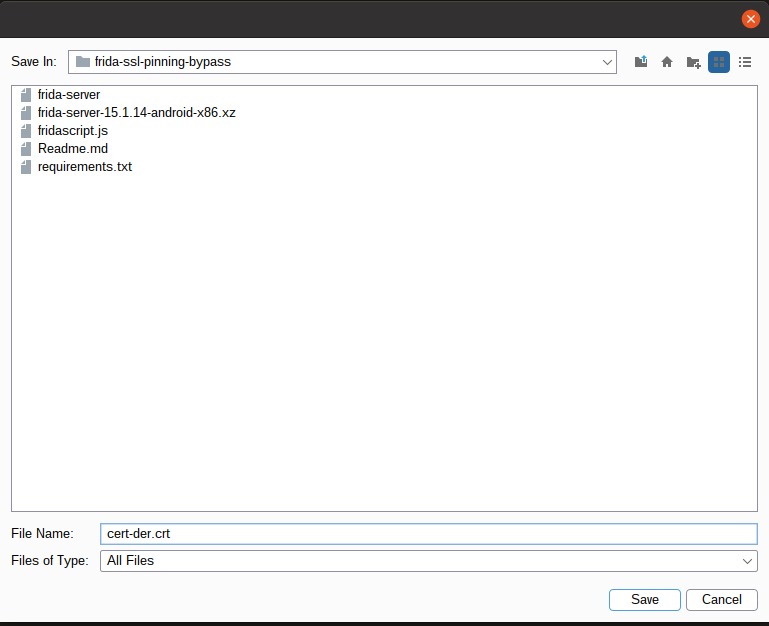 Save In: frida-ssl-pinning-bypass
frida-server
frida-server-15.1.14-android-x86.xz
fridascript.js
Readme.md
requirements.txt
File Name: cert-der.crt
Files of Type: All Files
Save Cancel